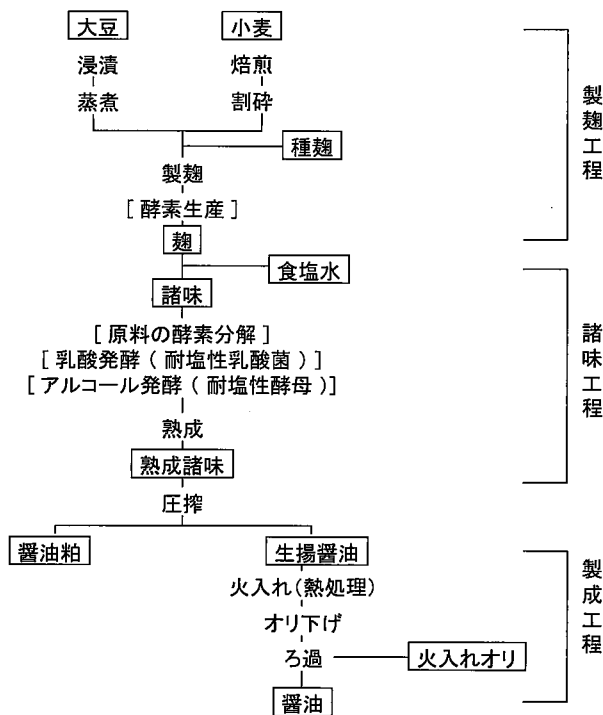 大豆 小麦
浸漬 焙煎
蒸煮 割砕
種麹
製麹
[ 酵素生産 ]
麹
食塩水
諸味
[ 原料の酵素分解 ]
[ 乳酸発酵 ( 耐塩性乳酸菌 ) ]
[ アルコール発酵 ( 耐塩性酵母 )]
熟成
熟成諸味
圧搾
醤油粕 生揚醤油
火入れ(熱処理)
オリ下げ
ろ過 火入れオリ
醤油
製麹工程
諸味工程
製成工程